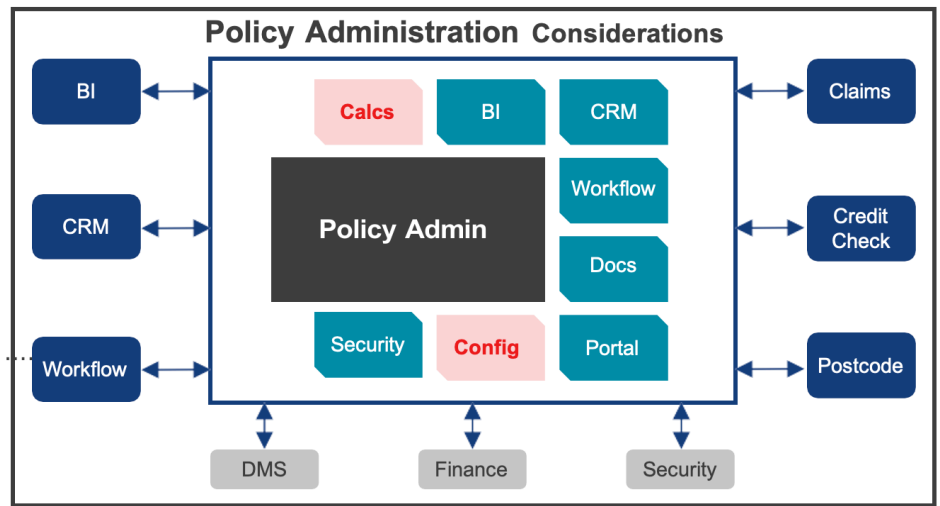 Policy Administration Considerations
BI
CRM
Workflow
Calcs
BI
CRM
Workflow
Policy Admin
Docs
Security
Config
Portal
Claims
Credit
Check
Postcode
DMS
Finance
Security